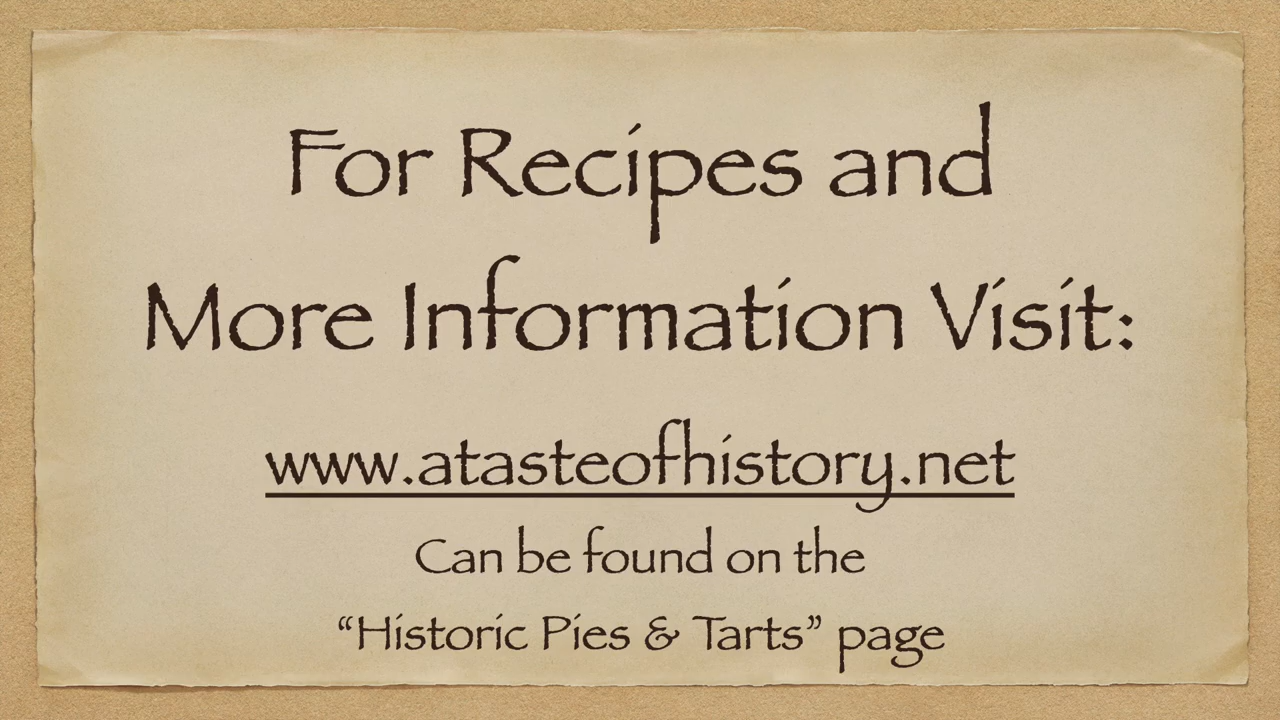 For Recipes and
More Information Visit:
www.atasteofhistory.net
Can be found on the
“Historic Pies & Tarts” page